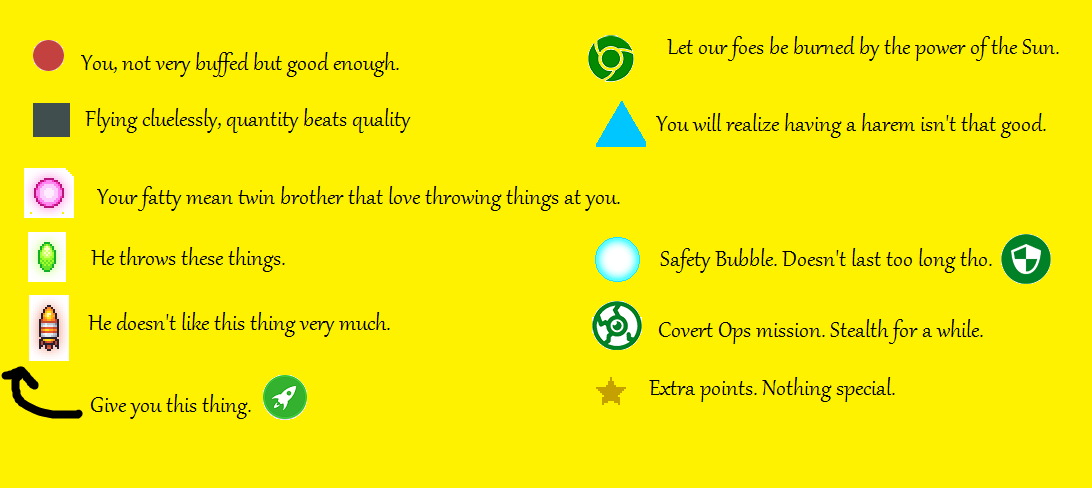 You, not very buffed but good enough.
Flying cluelessly, quantity beats quality
Your fatty mean twin brother that love throwing things at you.
He throws these things.
He doesn't like this thing very much.
Give you this thing.
Let our foes be burned by the power of the Sun.
You will realize having a harem isn't that good.
Safety Bubble. Doesn't last too long tho.
Covert Ops mission. Stealth for a while.
Extra points. Nothing special.